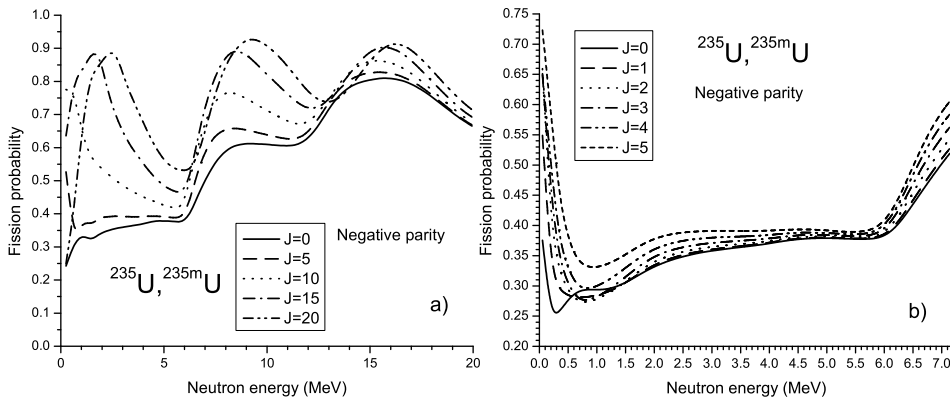 1.0
0.9
0.8
0.7
0.6
0.5
0.4
0.3
0.2
0.1
0.0
Fission probability
0
5
10
15
20
Neutron energy (MeV)
J=0
J=5
J=10
J=15
J=20
Negative parity
²³⁵U, ²³⁵ᵐU
a)
0.75
0.70
0.65
0.60
0.55
0.50
0.45
0.40
0.35
0.30
0.25
0.20
Fission probability
0.0 0.5 1.0 1.5 2.0 2.5 3.0 3.5 4.0 4.5 5.0 5.5 6.0 6.5 7.0
Neutron energy (MeV)
J=0
J=1
J=2
J=3
J=4
J=5
²³⁵U, ²³⁵ᵐU
Negative parity
b)